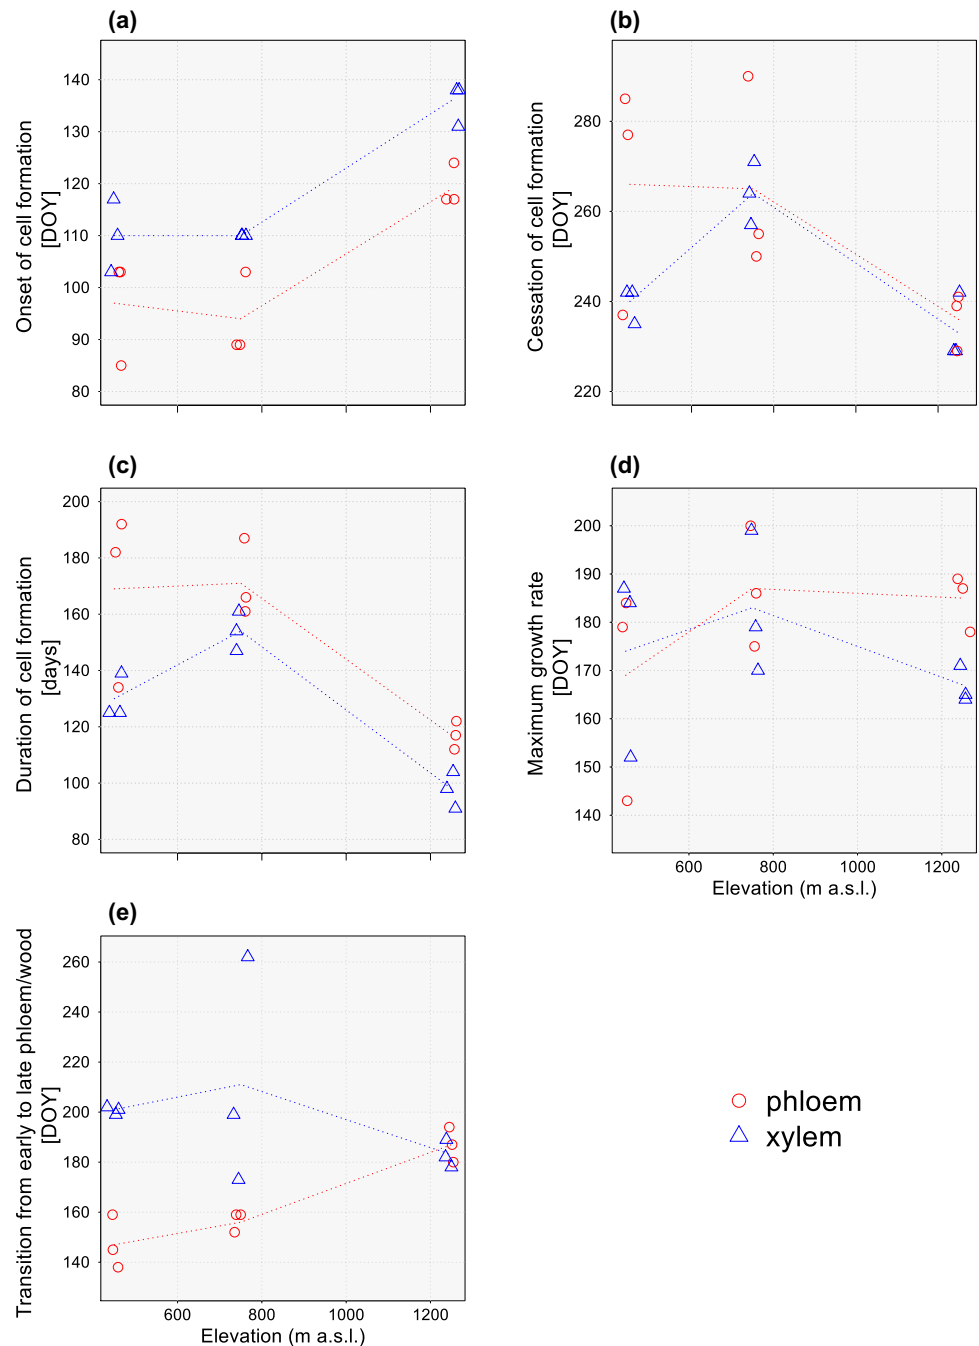 (a)
Onset of cell formation
[DOY]
140
130
120
110
100
90
80
(b)
Cessation of cell formation
[DOY]
280
260
240
220
(c)
Duration of cell formation
[days]
200
180
160
140
120
100
80
(d)
Maximum growth rate
[DOY]
200
190
180
170
160
150
140
600 800 1000 1200
Elevation (m a.s.l.)
(e)
Transition from early to late phloem/wood
[DOY]
260
240
220
200
180
160
140
600 800 1000 1200
Elevation (m a.s.l.)
phloem
xylem